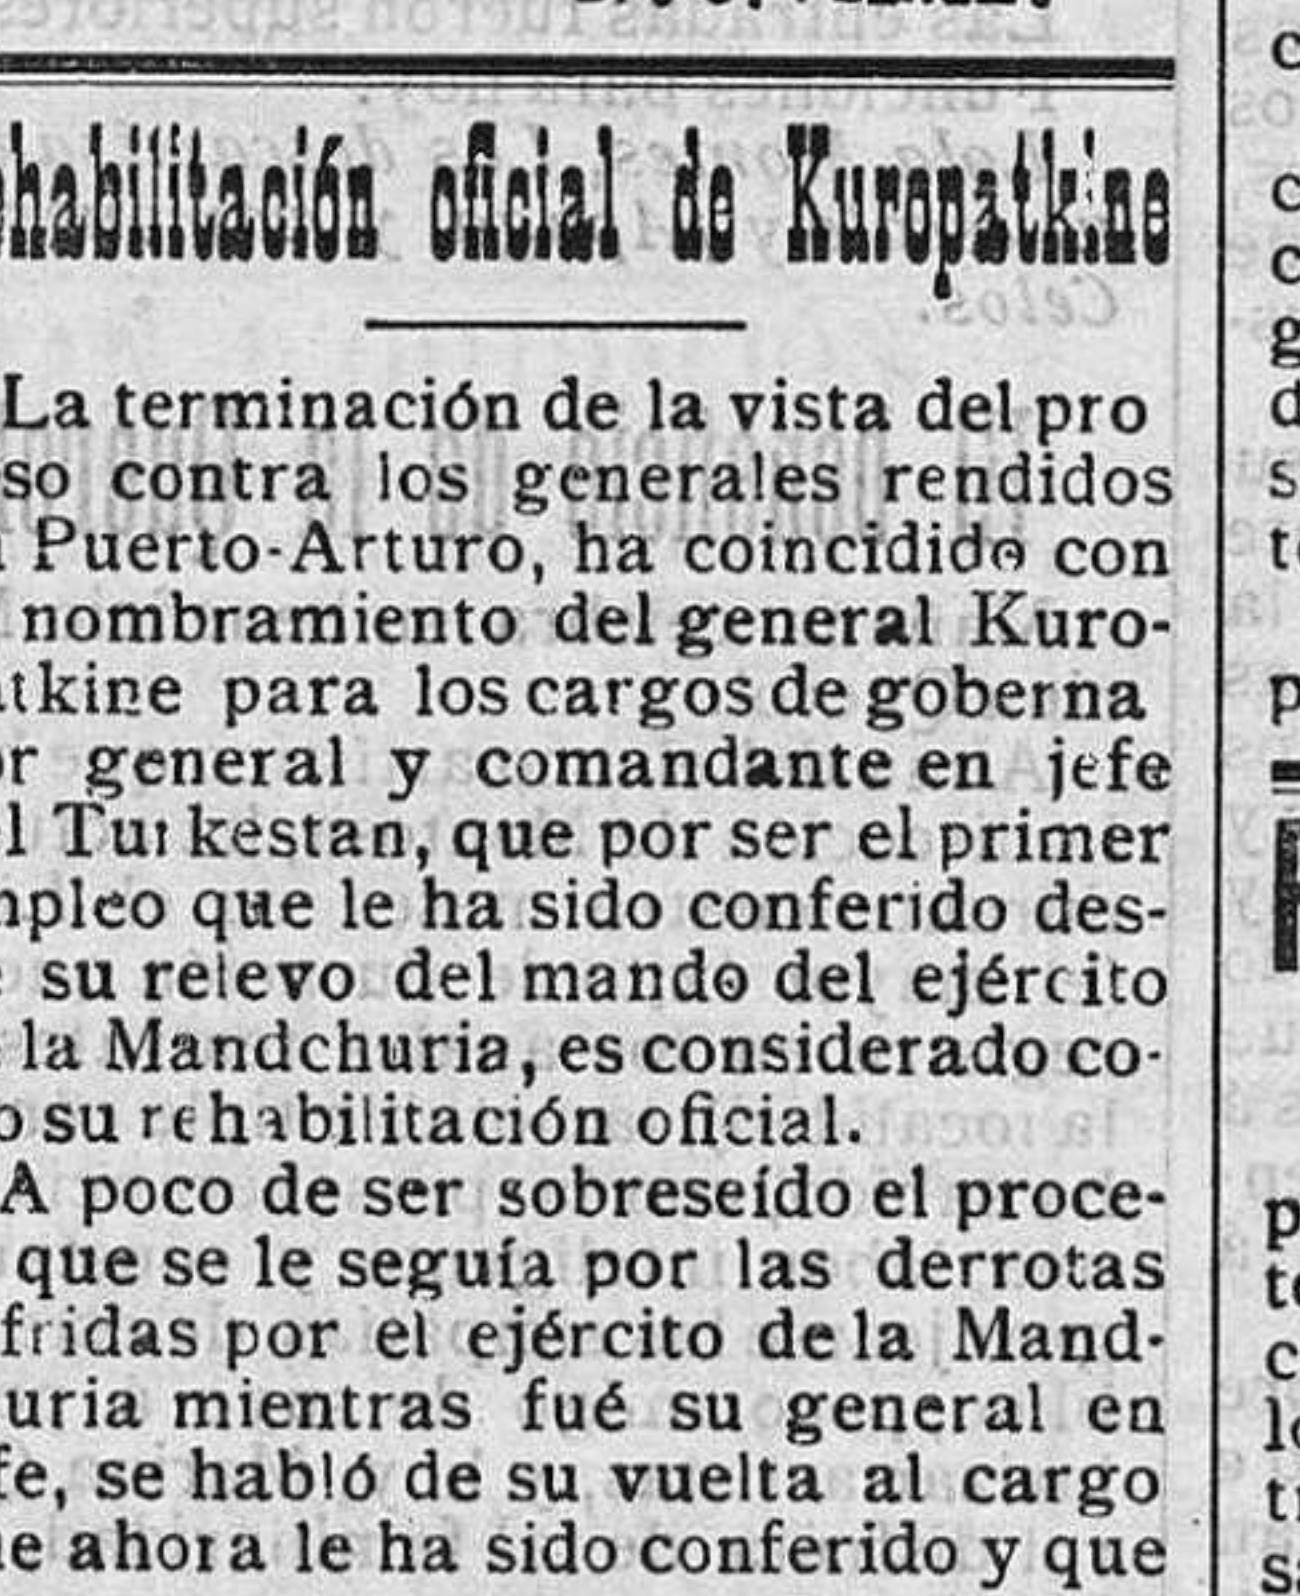 ehabilitación oficial de Kuropatkine
La terminación de la vista del pro
so contra los generales rendidos
Puerto-Arturo, ha coincidido con
nombramiento del general Kuro-
atkine para los cargos de goberna
or general y comandante en jefe
l Turkestan, que por ser el primer
mpleo que le ha sido conferido des-
e su relevo del mando del ejército
la Mandchuria, es considerado co-
o su rehabilitación oficial.
A poco de ser sobreseído el proce-
que se le seguía por las derrotas
fridas por el ejército de la Mand-
uria mientras fué su general en
fe, se habló de su vuelta al cargo
ue ahora le ha sido conferido y que